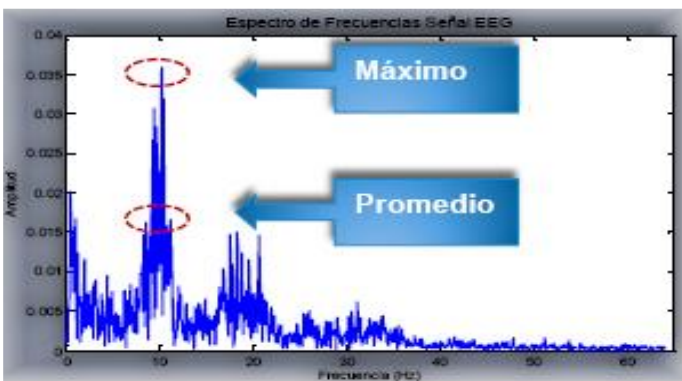 Espectro de Frecuencias Señal EEG
0.04
0.035
0.03
0.025
0.02
0.015
0.01
0.005
0
Amplitud
Máximo
Promedio
0 10 20 30 40 50 60
Frecuencia (Hz)